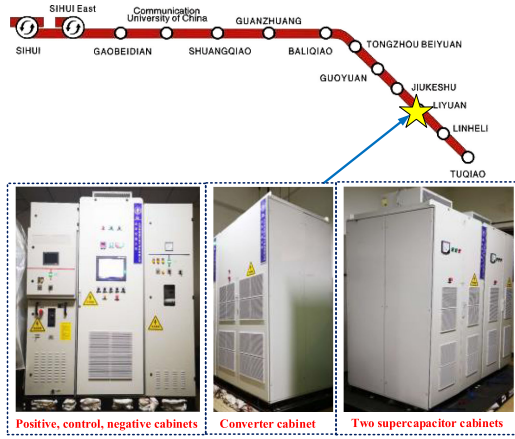 SIHUI East
Communication
University of China
GUANZHUANG
SIHUI
GAOBEIDIAN
SHUANGQIAO
BALIQIAO
TONGZHOU BEIYUAN
GUOYUAN
JIUKESHU
LIYUAN
LINHELI
TUQIAO
Positive, control, negative cabinets
Converter cabinet
Two supercapacitor cabinets